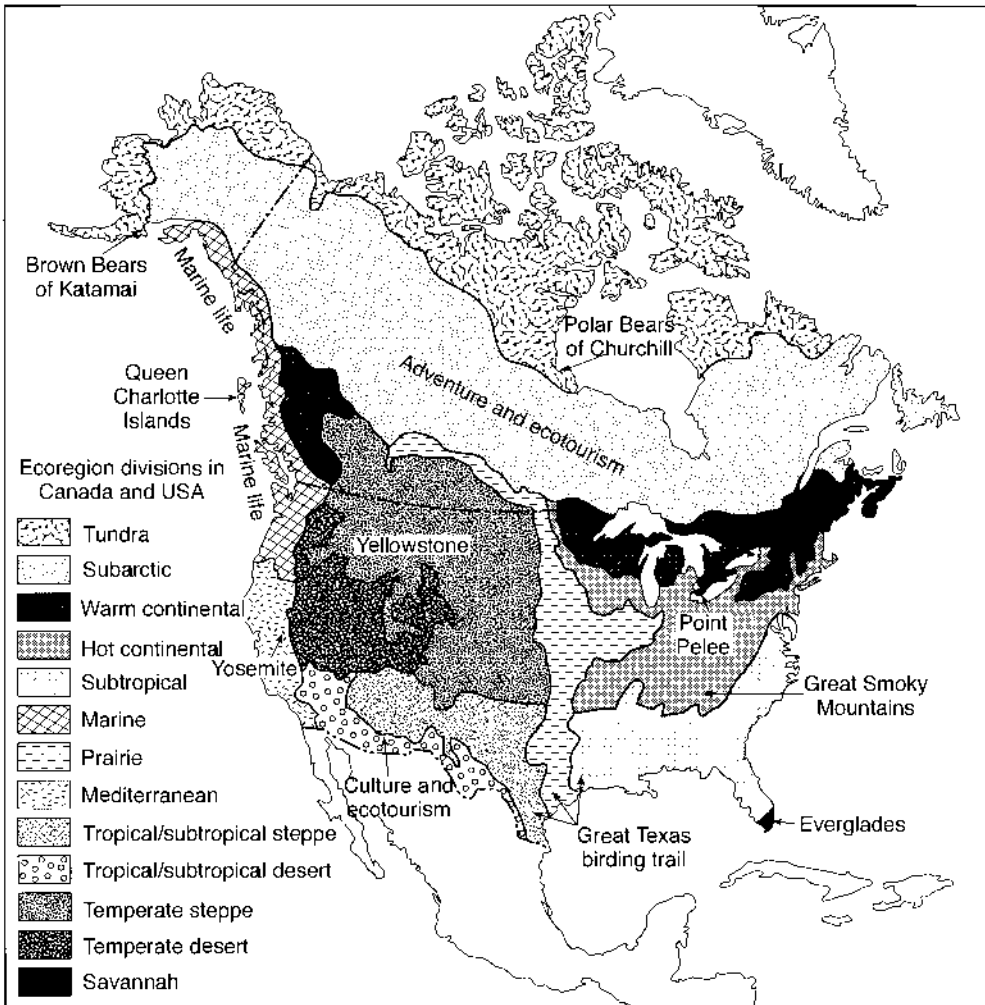 Brown Bears
of Katamai
Marine life
Queen
Charlotte
Islands
Marine life
Polar Bears
of Churchill
Adventure and ecotourism
Yellowstone
Yosemite
Point
Pelee
Great Smoky
Mountains
Culture and
ecotourism
Great Texas
birding trail
Everglades
Ecoregion divisions in
Canada and USA
Tundra
Subarctic
Warm continental
Hot continental
Subtropical
Marine
Prairie
Mediterranean
Tropical/subtropical steppe
Tropical/subtropical desert
Temperate steppe
Temperate desert
Savannah